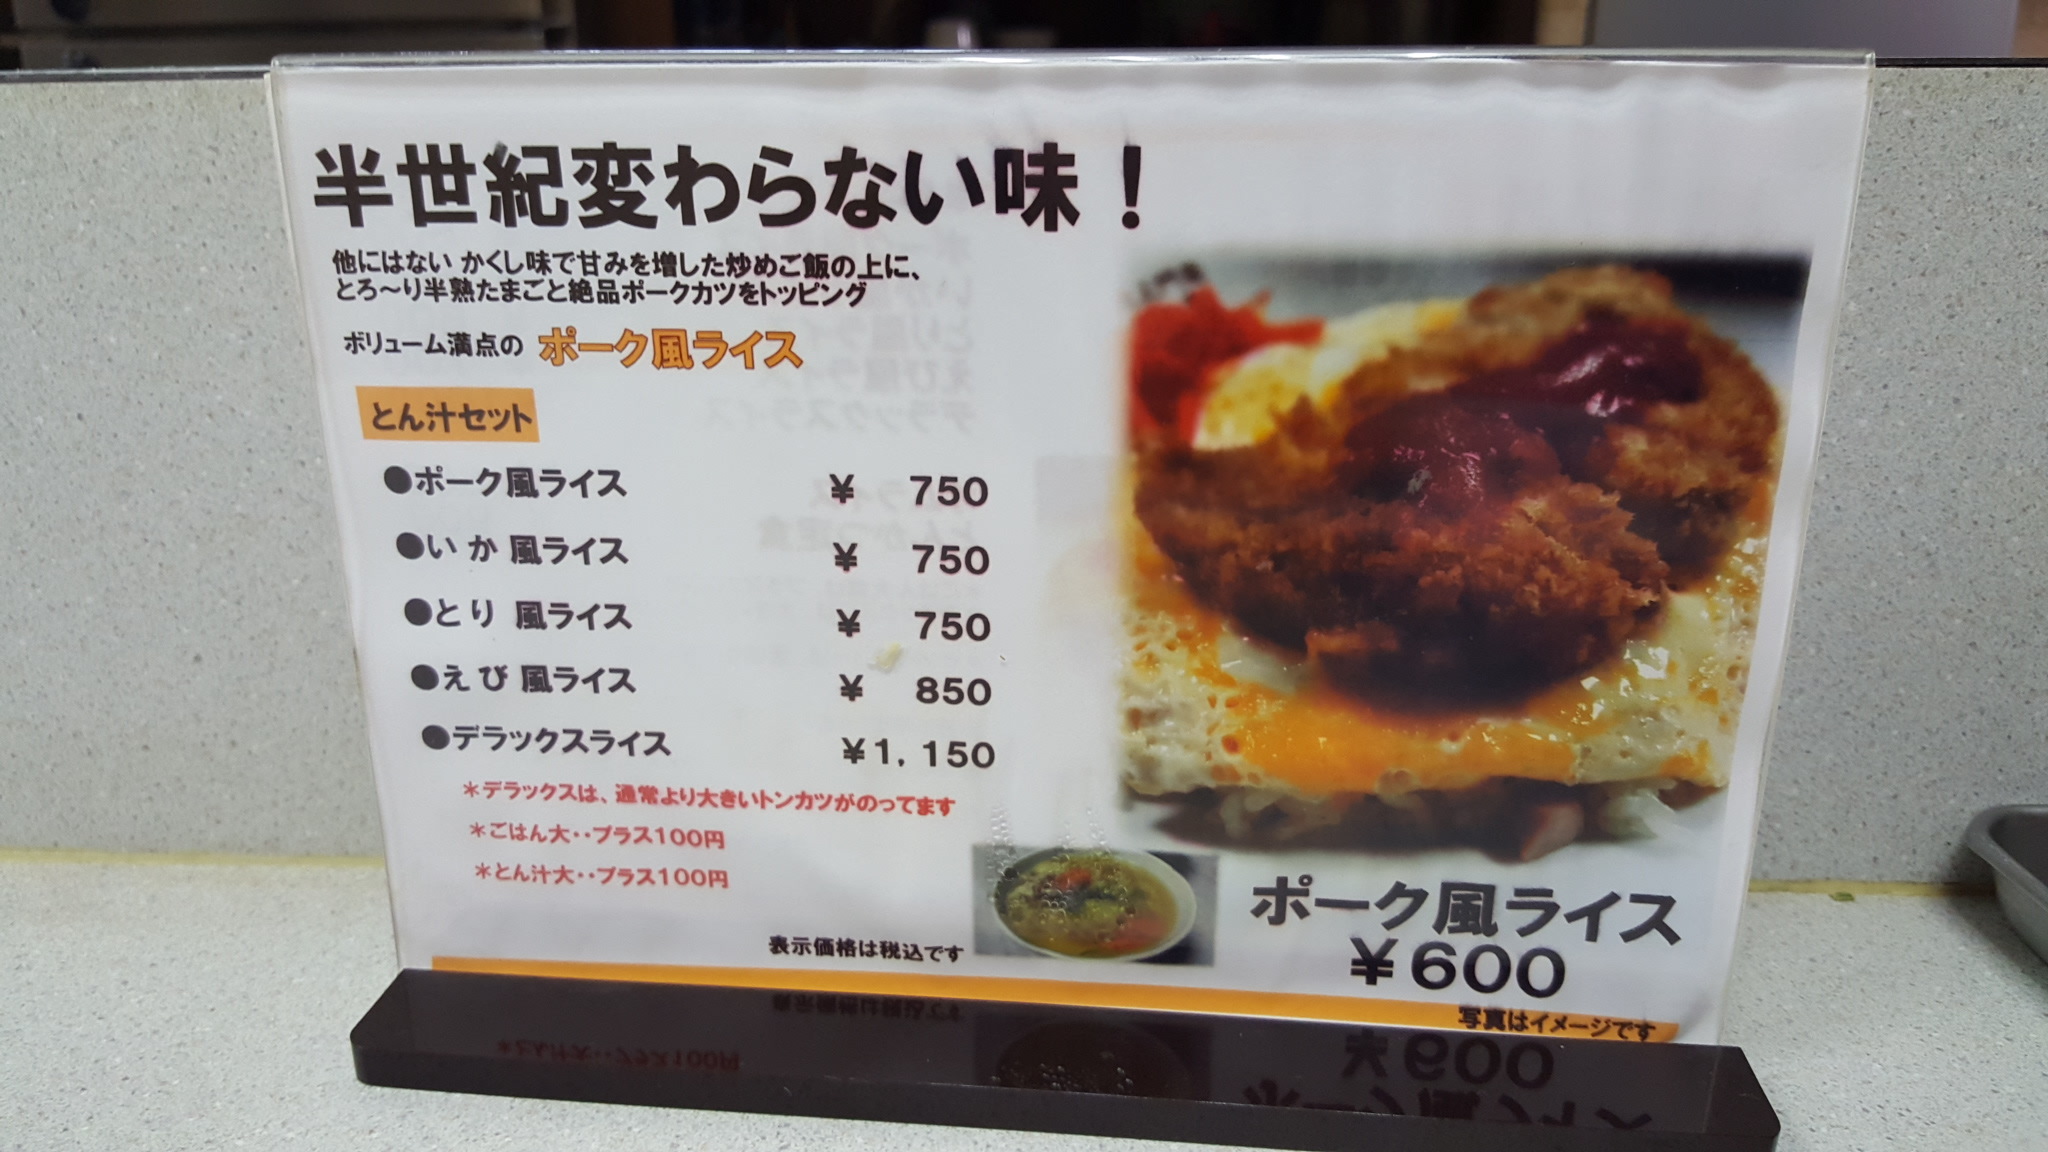 半世紀変わらない味！
他にはない かくし味で甘みを増した炒めご飯の上に、
とろ～り半熟たまごと絶品ポークカツをトッピング
ボリューム満点の ポーク風ライス
とん汁セット
●ポーク風ライス ￥ 750
●いか 風ライス ￥ 750
●とり 風ライス ￥ 750
●えび 風ライス ￥ 850
●デラックスライス ￥1，150
＊デラックスは、通常より大きいトンカツがのってます
＊ごはん大‥プラス100円
＊とん汁大‥プラス100円
表示価格は税込です
ポーク風ライス
￥600
写真はイメージです